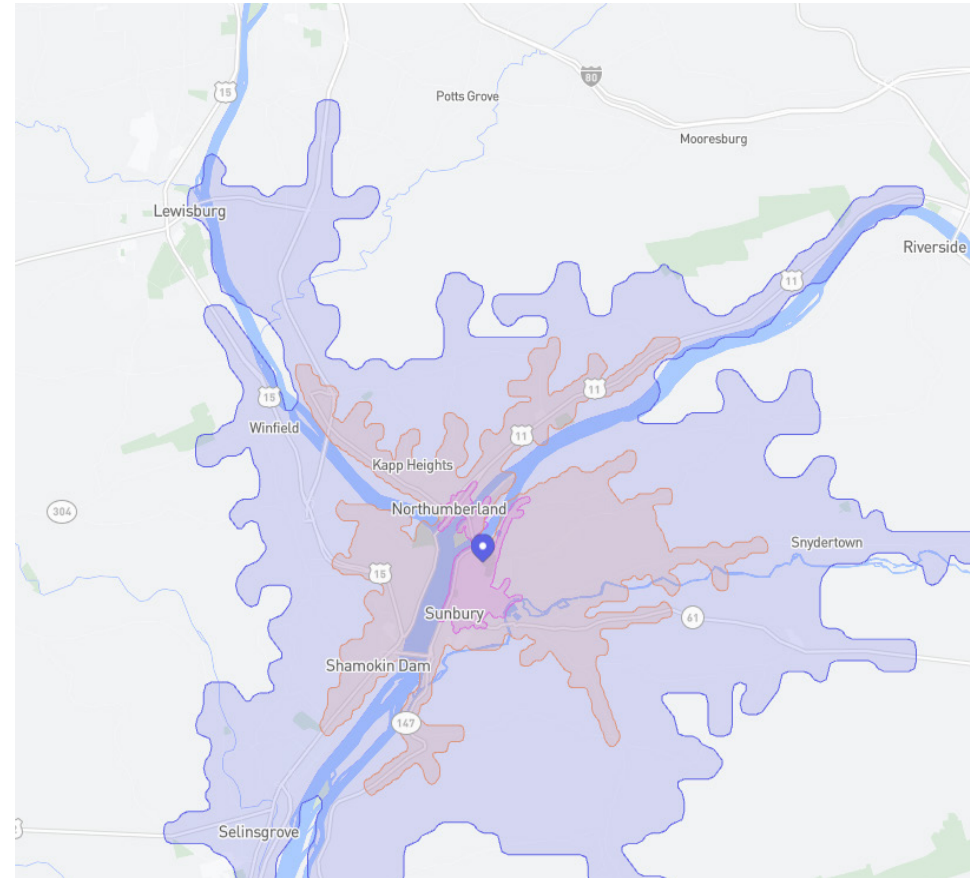 80
15
Potts Grove
Mooresburg
Lewisburg
Riverside
11
11
15
Winfield
11
Kapp Heights
304
Northumberland
Snydertown
15
Sunbury
61
Shamokin Dam
147
Selinsgrove